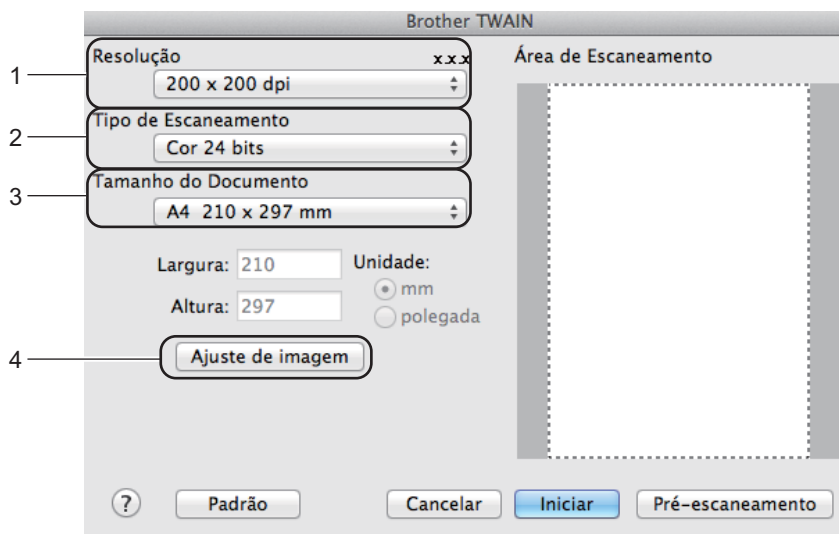 Brother TWAIN
1
Resolução
x.x.x
200 x 200 dpi
2
Tipo de Escaneamento
Cor 24 bits
3
Tamanho do Documento
A4 210 x 297 mm
Largura: 210
Altura: 297
Unidade:
mm
polegada
4
Ajuste de imagem
Área de Escaneamento
?
Padrão
Cancelar
Iniciar
Pré-escaneamento